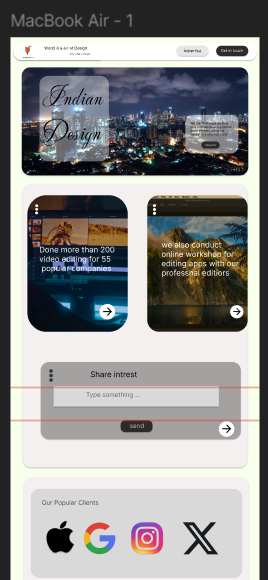 MacBook Air - 1
World is a art of Design
Advertise
Get in touch
Indian
Design
Done more than 200
video editing for 55
popular companies
we also conduct
online workshop for
editing apps with our
professnal editiors
Share intrest
Type something ...
send
Our Popular Clients